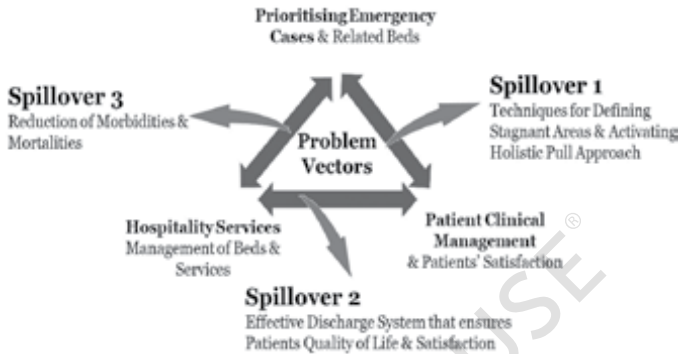 Prioritising Emergency
Cases & Related Beds
Spillover 3
Reduction of Morbidities &
Mortalities
Spillover 1
Techniques for Defining
Stagnant Areas & Activating
Holistic Pull Approach
Problem
Vectors
Hospitality Services
Management of Beds &
Services
Patient Clinical
Management
& Patients' Satisfaction
Spillover 2
Effective Discharge System that ensures
Patients Quality of Life & Satisfaction
USE
®